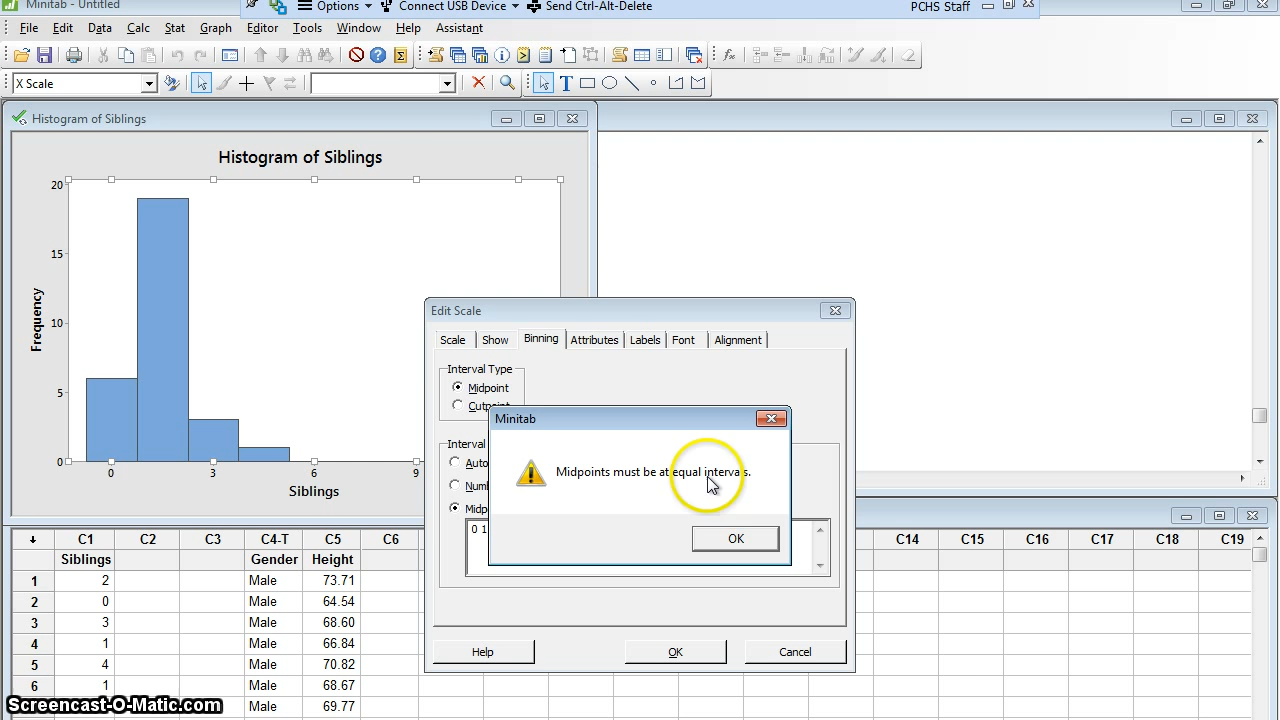 Minitab - Untitled
Options
Connect USB Device
Send Ctrl-Alt-Delete
PCHS Staff
File Edit Data Calc Stat Graph Editor Tools Window Help Assistant
X Scale
Histogram of Siblings
Histogram of Siblings
20
15
10
5
0
Frequency
0 3 6 9
Siblings
Edit Scale
Scale Show Binning Attributes Labels Font Alignment
Interval Type
Midpoint
Minitab
Interval
Midpoints must be at equal intervals.
0 1
OK
Help OK Cancel
C1 C2 C3 C4-T C5 C6 C14 C15 C16 C17 C18 C19
Siblings Gender Height
1 2 Male 73.71
2 0 Male 64.54
3 3 Male 68.60
4 1 Male 66.84
5 4 Male 70.82
6 1 Male 68.67
Male 69.77
Screencast-O-Matic.com